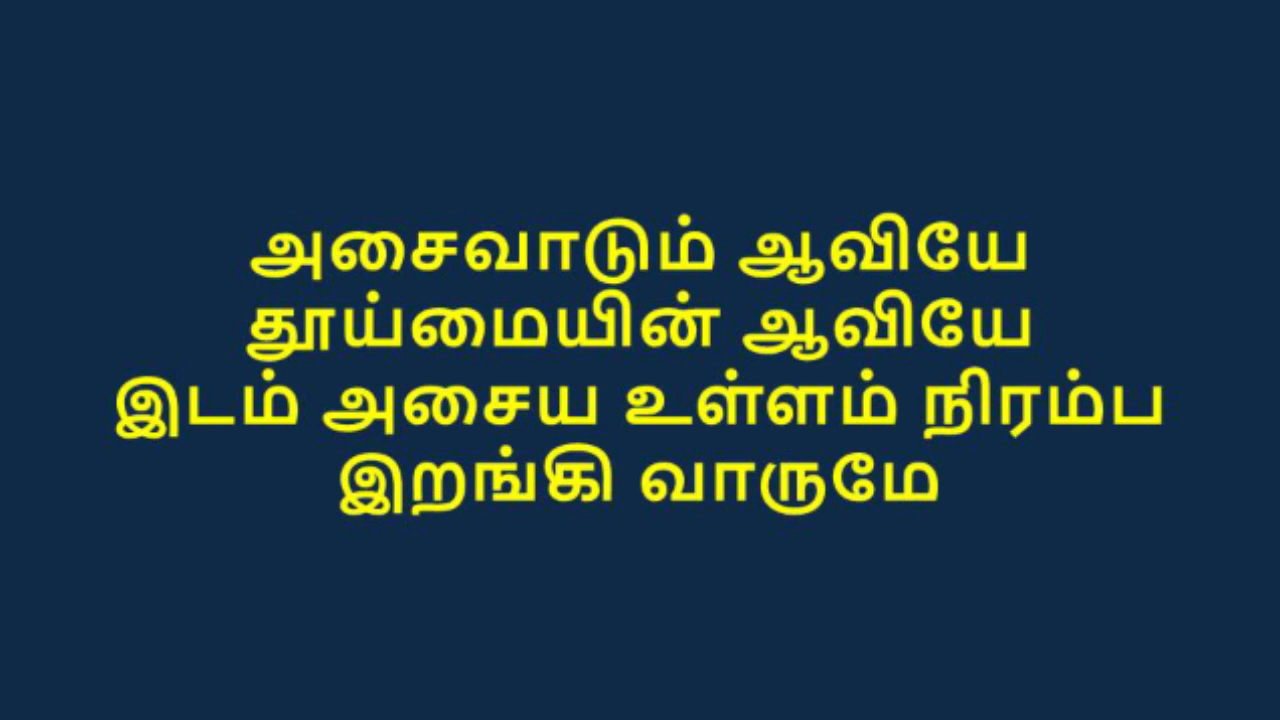 அசைவாடும் ஆவியே
தூய்மையின் ஆவியே
இடம் அசைய உள்ளம் நிரம்ப
இறங்கி வாருமே